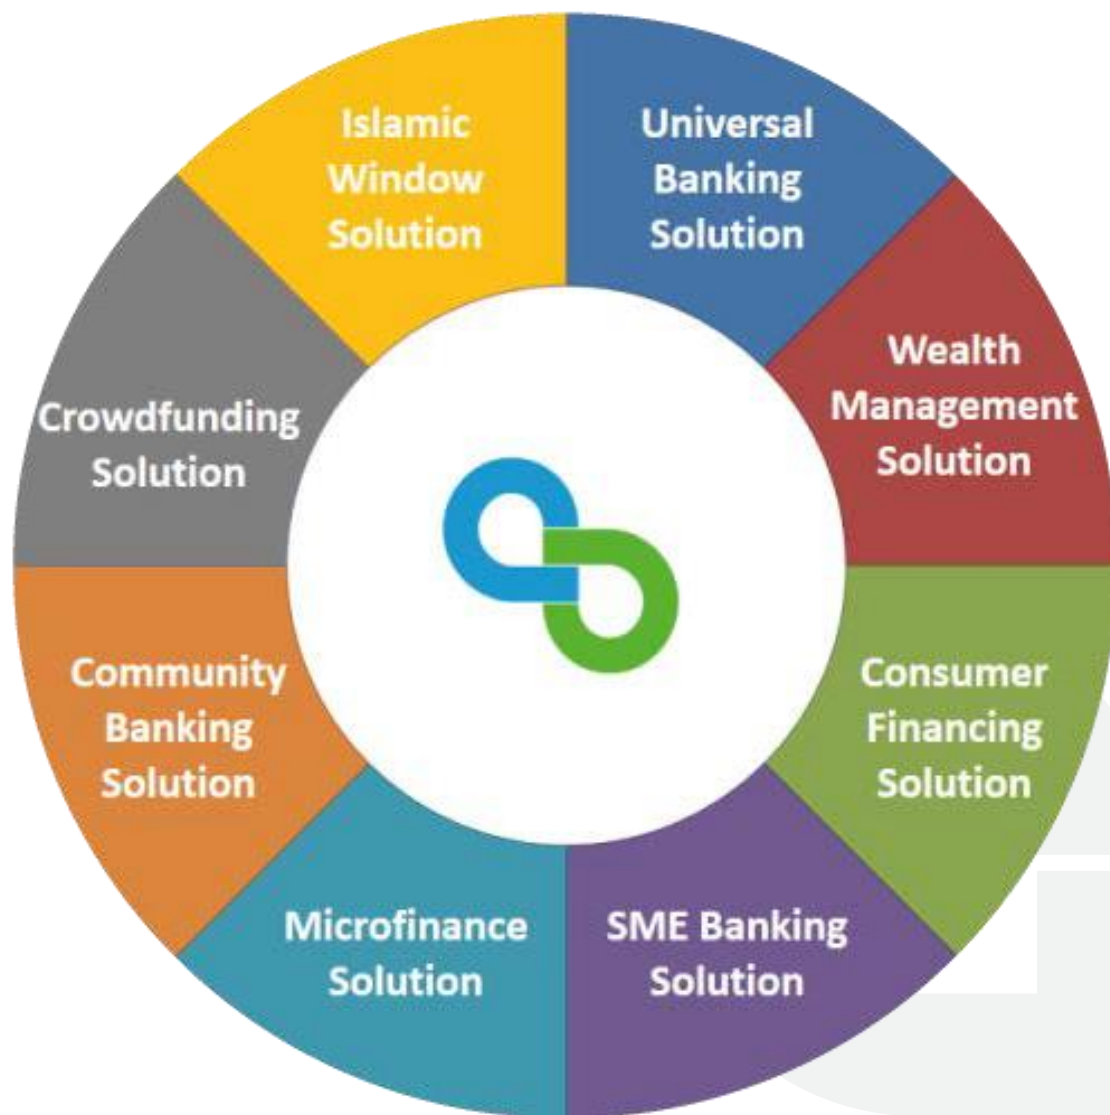 Islamic
Window
Solution
Universal
Banking
Solution
Wealth
Management
Solution
Consumer
Financing
Solution
SME Banking
Solution
Microfinance
Solution
Community
Banking
Solution
Crowdfunding
Solution